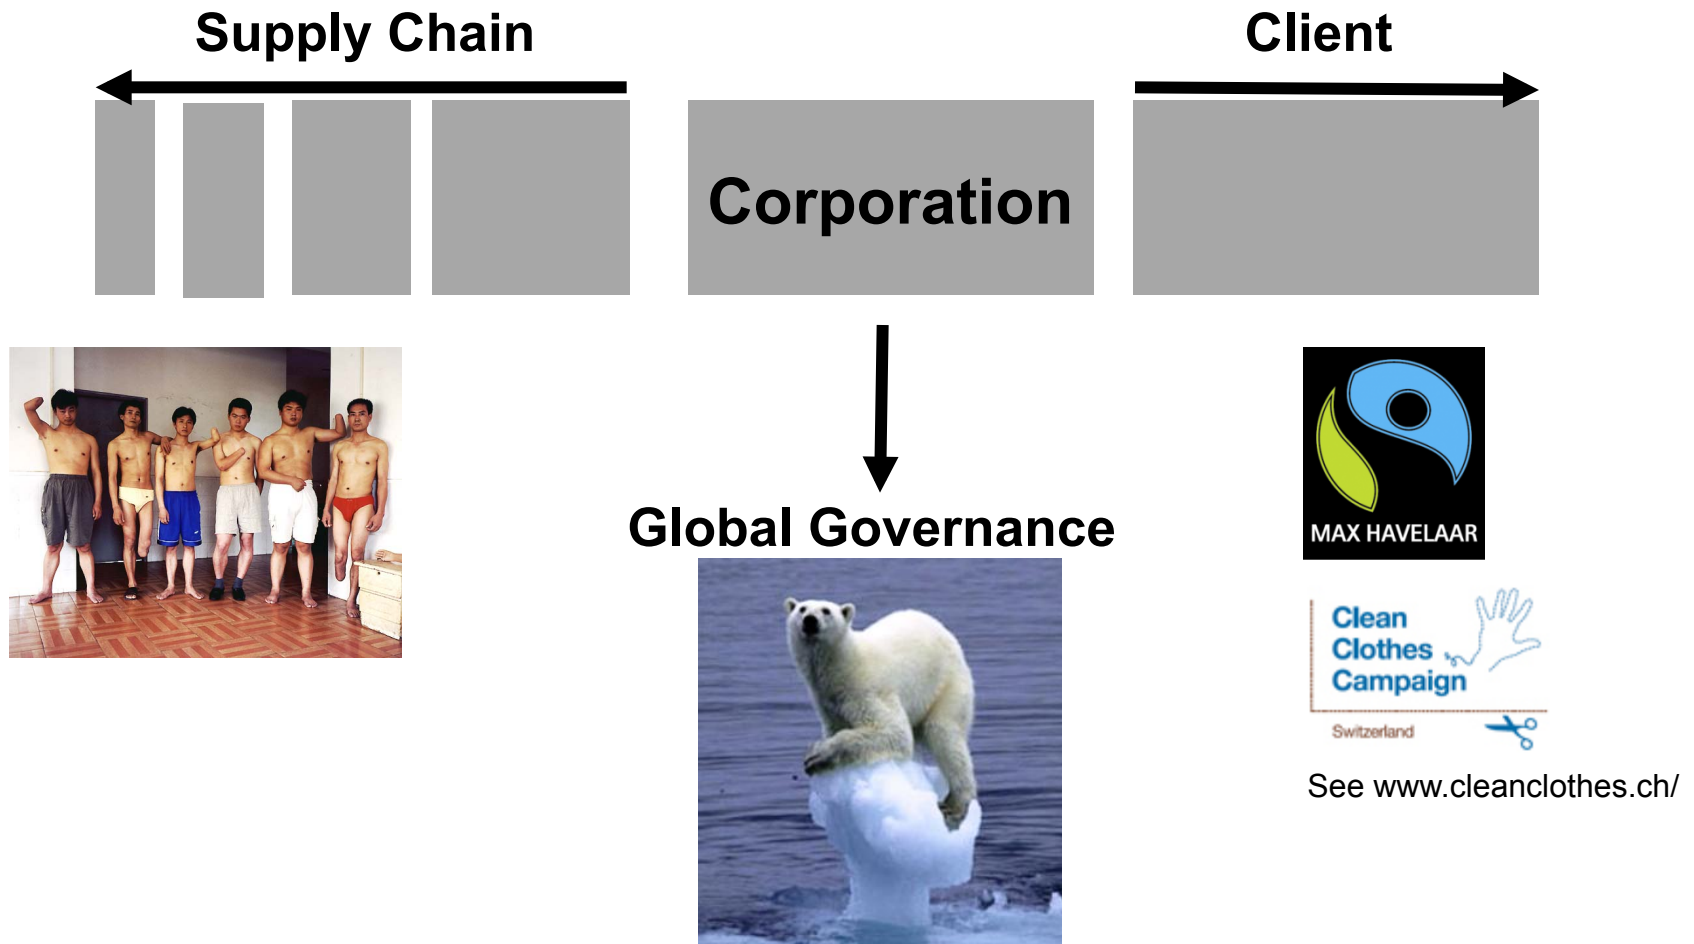 Supply Chain
Client
Corporation
Global Governance
MAX HAVELAAR
Clean
Clothes
Campaign
Switzerland
See www.cleanclothes.ch/